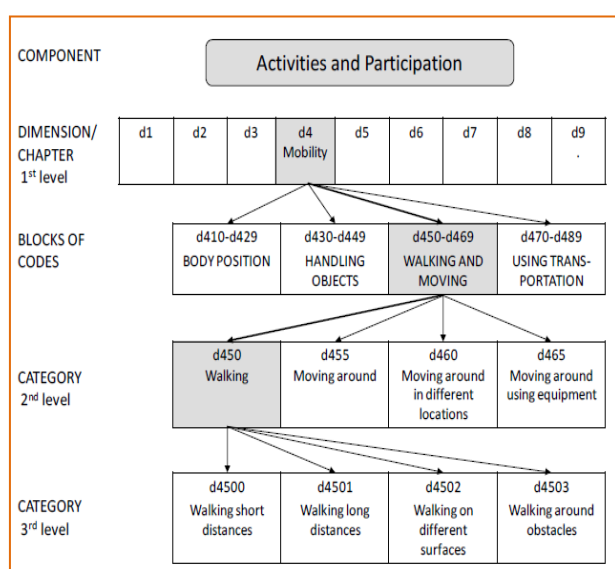 COMPONENT
Activities and Participation
DIMENSION/
CHAPTER
1st level
d1
d2
d3
d4
Mobility
d5
d6
d7
d8
d9
.
BLOCKS OF
CODES
d410-d429
BODY POSITION
d430-d449
HANDLING
OBJECTS
d450-d469
WALKING AND
MOVING
d470-d489
USING TRANS-
PORTATION
CATEGORY
2nd level
d450
Walking
d455
Moving around
d460
Moving around
in different
locations
d465
Moving around
using equipment
CATEGORY
3rd level
d4500
Walking short
distances
d4501
Walking long
distances
d4502
Walking on
different
surfaces
d4503
Walking around
obstacles